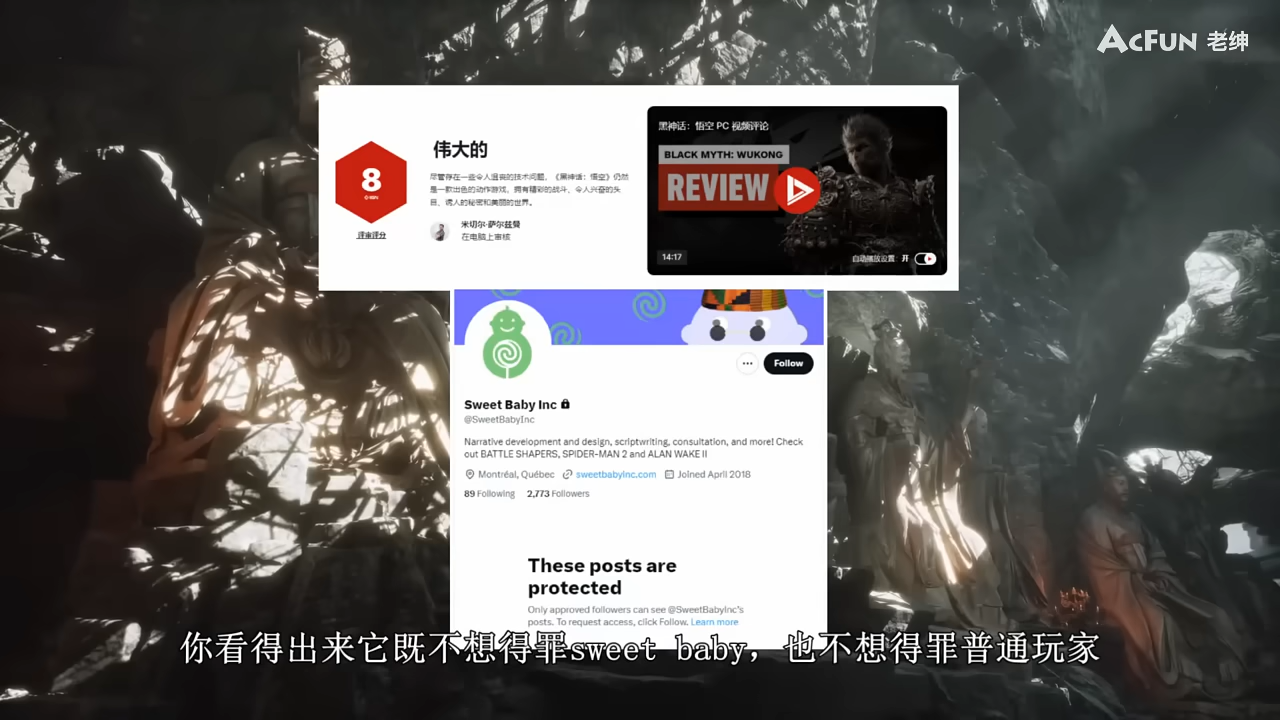 ACFUN 老绅
8
评审评分
伟大的
尽管存在一些令人沮丧的技术问题，《黑神话：悟空》仍然
是一款出色的动作游戏，拥有精彩的战斗、令人兴奋的头
目、诱人的秘密和美丽的世界。
米切尔·萨尔兹曼
在电脑上审核
黑神话：悟空 PC 视频评论
BLACK MYTH: WUKONG
REVIEW
14:17
自动播放设置：开
Follow
Sweet Baby Inc
@SweetBabyInc
Narrative development and design, scriptwriting, consultation, and more! Check
out BATTLE SHAPERS, SPIDER-MAN 2 and ALAN WAKE II
Montréal, Québec sweetbabyinc.com Joined April 2018
89 Following 2,773 Followers
These posts are
protected
Only approved followers can see @SweetBabyInc's
posts. To request access, click Follow. Learn more
你看得出来它既不想得罪sweet baby，也不想得罪普通玩家